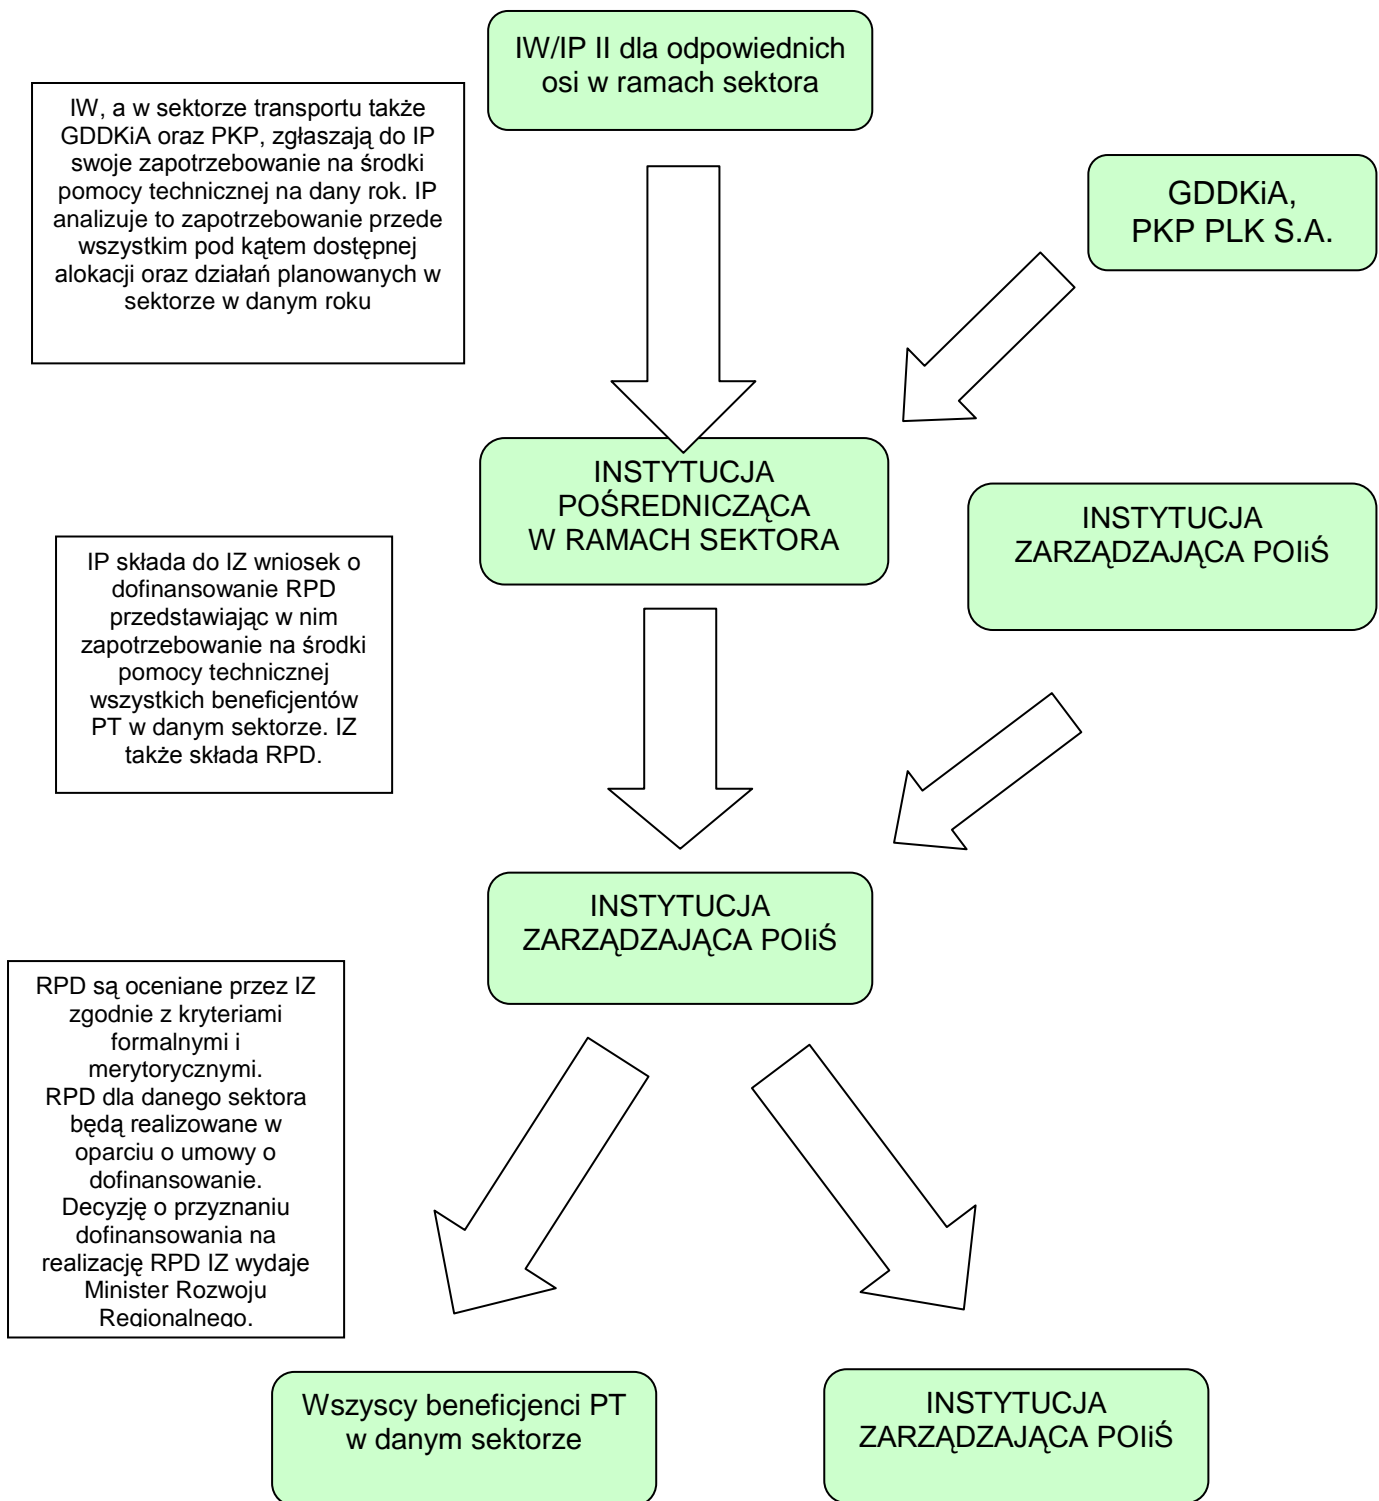 IW/IP II dla odpowiednich
osi w ramach sektora
IW, a w sektorze transportu także
GDDKiA oraz PKP, zgłaszają do IP
swoje zapotrzebowanie na środki
pomocy technicznej na dany rok. IP
analizuje to zapotrzebowanie przede
wszystkim pod kątem dostępnej
alokacji oraz działań planowanych w
sektorze w danym roku
GDDKiA,
PKP PLK S.A.
INSTYTUCJA
POŚREDNICZĄCA
W RAMACH SEKTORA
INSTYTUCJA
ZARZĄDZAJĄCA POIiŚ
IP składa do IZ wniosek o
dofinansowanie RPD
przedstawiając w nim
zapotrzebowanie na środki
pomocy technicznej
wszystkich beneficjentów
PT w danym sektorze. IZ
także składa RPD.
INSTYTUCJA
ZARZĄDZAJĄCA POIiŚ
RPD są oceniane przez IZ
zgodnie z kryteriami
formalnymi i
merytorycznymi.
RPD dla danego sektora
będą realizowane w
oparciu o umowy o
dofinansowanie.
Decyzję o przyznaniu
dofinansowania na
realizację RPD IZ wydaje
Minister Rozwoju
Regionalnego.
Wszyscy beneficjenci PT
w danym sektorze
INSTYTUCJA
ZARZĄDZAJĄCA POIiŚ